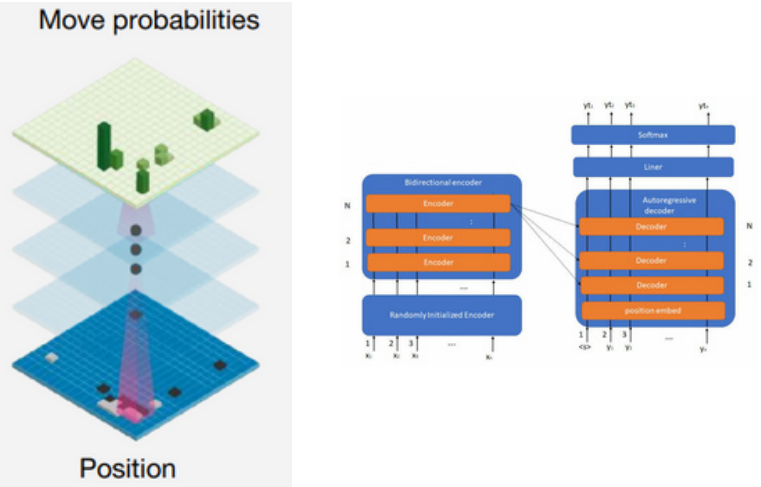 Move probabilities
Position
yt₁ yt₂ yt₃ ytₙ
Softmax
Liner
Bidirectional encoder
Autoregressive
decoder
N
Encoder
Decoder
N
:
:
2
Encoder
Decoder
2
1
Encoder
Decoder
1
...
Randomly Initialized Encoder
position embed
1 2 3 ...
x₁ x₂ x₃ xₙ
1 2 3 ...
<s> y₁ y₁ yₙ